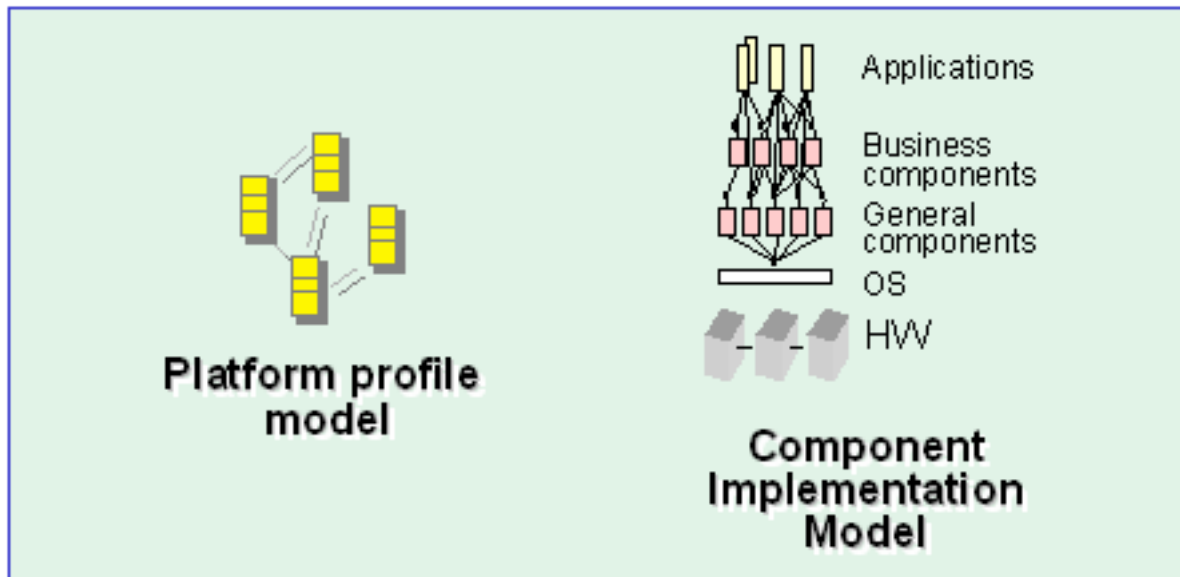 Applications
Business
components
General
components
OS
HW
Platform profile
model
Component
Implementation
Model